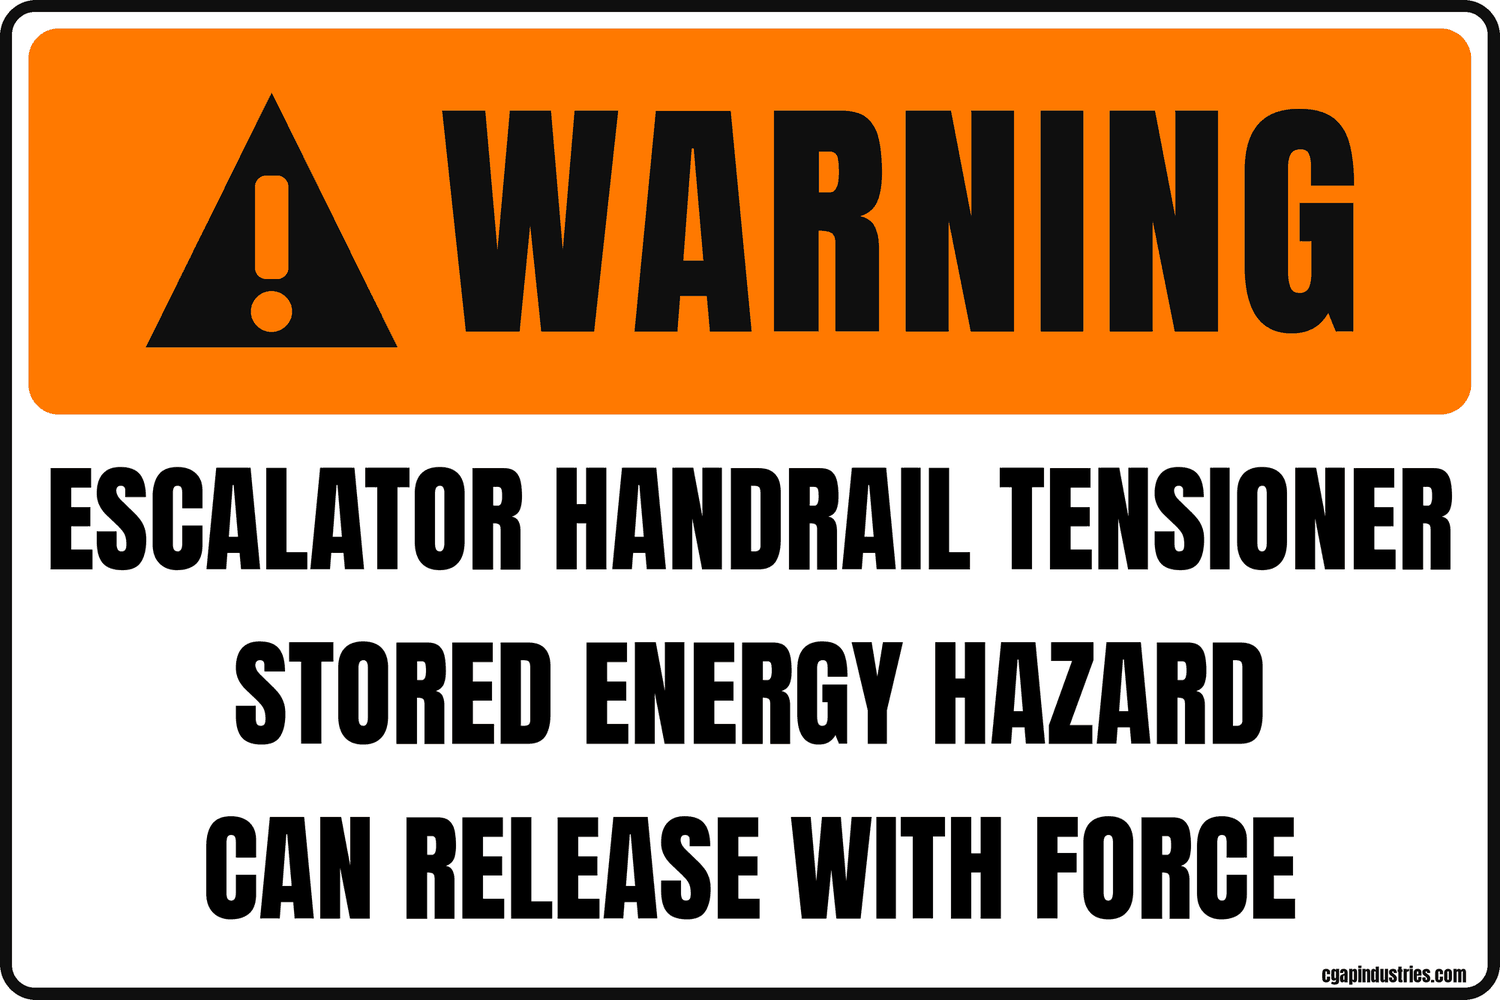 WARNING
ESCALATOR HANDRAIL TENSIONER
STORED ENERGY HAZARD
CAN RELEASE WITH FORCE
cgapindustries.com